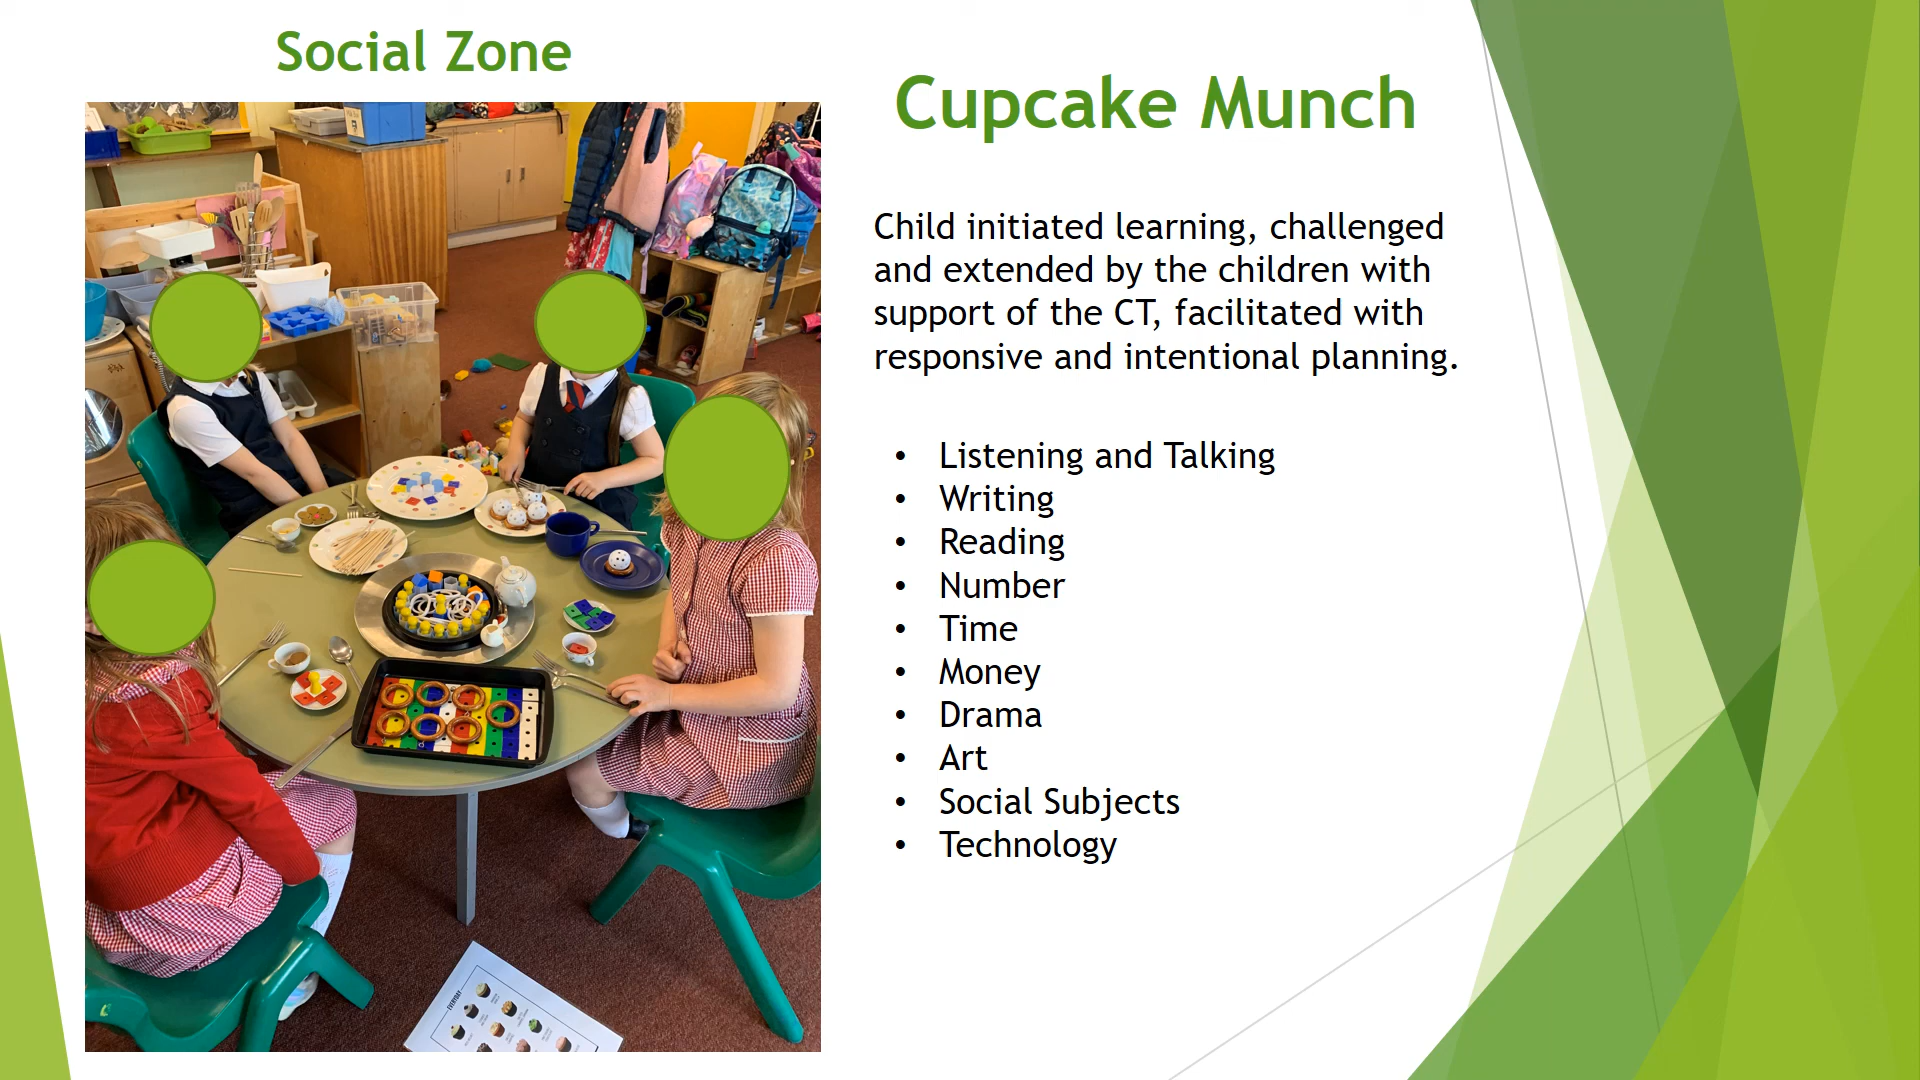 Social Zone
Cupcake Munch
Child initiated learning, challenged
and extended by the children with
support of the CT, facilitated with
responsive and intentional planning.
• Listening and Talking
• Writing
• Reading
• Number
• Time
• Money
• Drama
• Art
• Social Subjects
• Technology
EVERYDAY